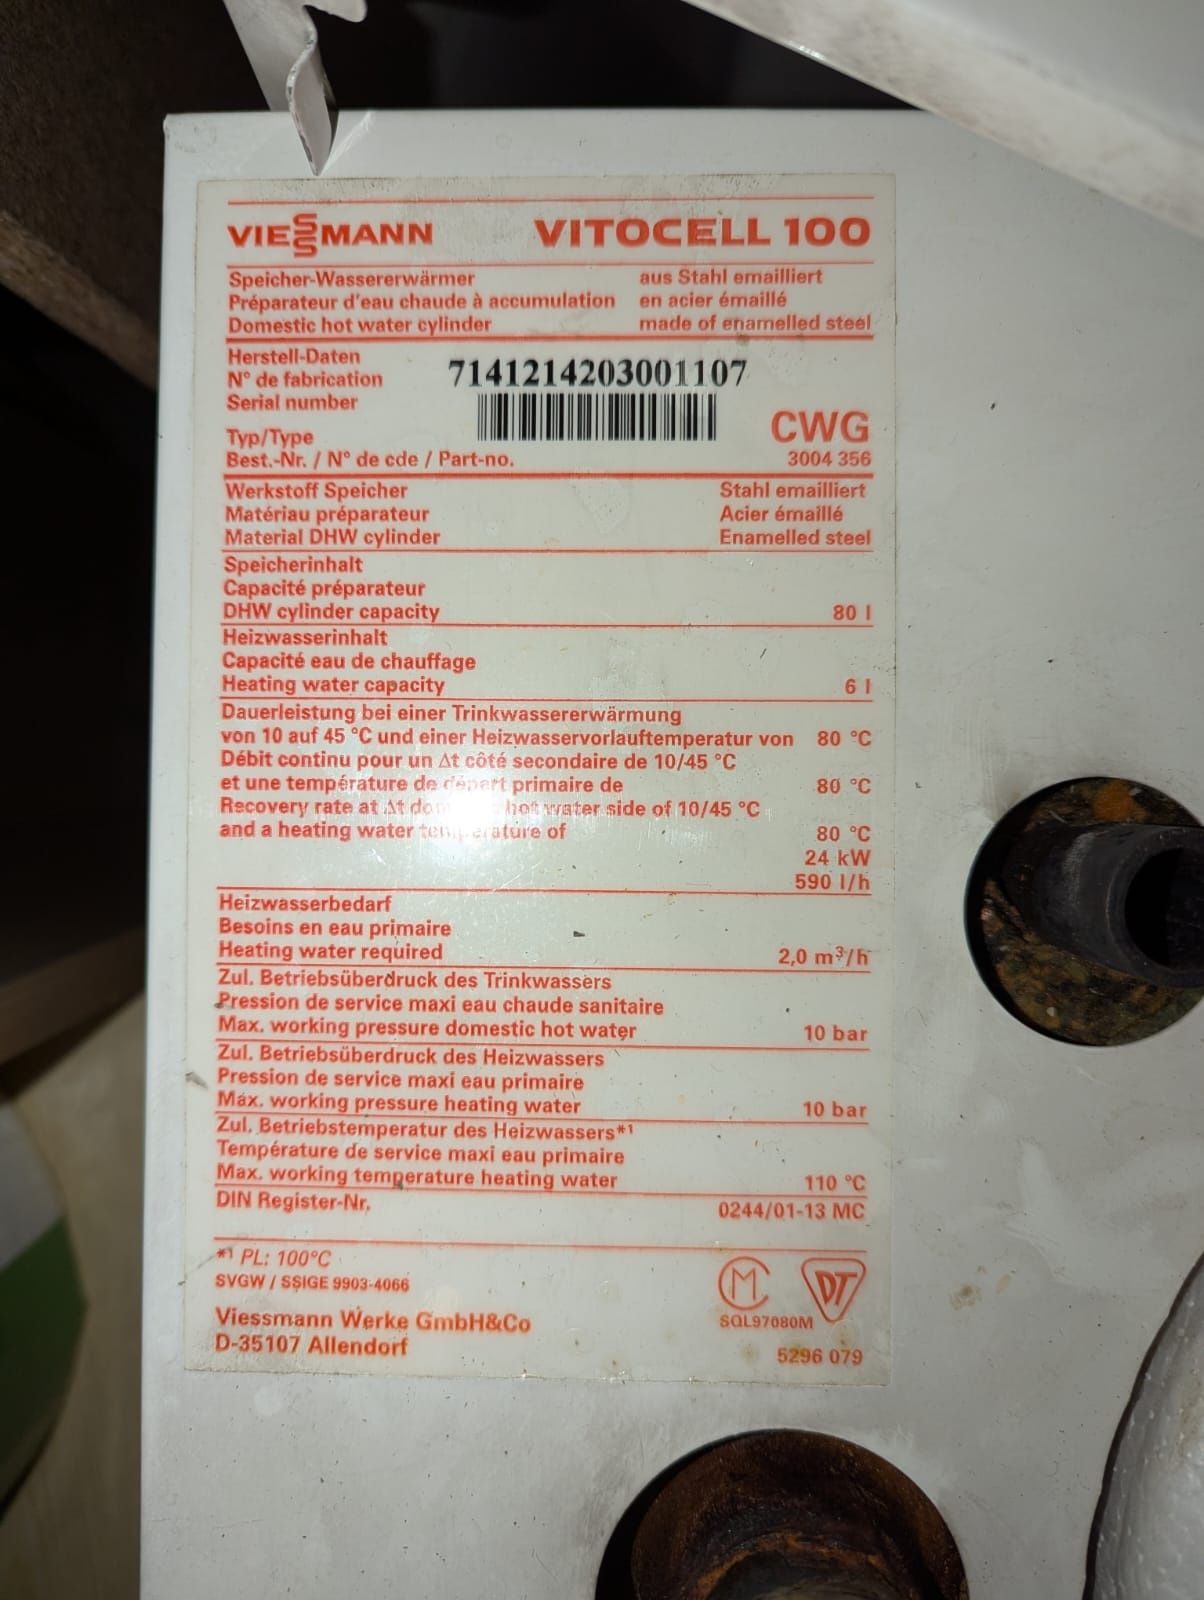 VIESSMANN VITOCELL 100
Speicher-Wassererwärmer aus Stahl emailliert
Préparateur d'eau chaude à accumulation en acier émaillé
Domestic hot water cylinder made of enamelled steel
Herstell-Daten
N° de fabrication 7141214203001107
Serial number
CWG
Typ/Type
Best.-Nr. / N° de cde / Part-no. 3004 356
Werkstoff Speicher Stahl emailliert
Matériau préparateur Acier émaillé
Material DHW cylinder Enamelled steel
Speicherinhalt
Capacité préparateur
DHW cylinder capacity 80 l
Heizwasserinhalt
Capacité eau de chauffage
Heating water capacity 6 l
Dauerleistung bei einer Trinkwassererwärmung
von 10 auf 45 °C und einer Heizwasservorlauftemperatur von 80 °C
Débit continu pour un Δt côté secondaire de 10/45 °C
et une température de départ primaire de 80 °C
Recovery rate at Δt hot water side of 10/45 °C
and a heating water temperature of 80 °C
24 kW
590 l/h
Heizwasserbedarf
Besoins en eau primaire
Heating water required 2,0 m³/h
Zul. Betriebsüberdruck des Trinkwassers
Pression de service maxi eau chaude sanitaire
Max. working pressure domestic hot water 10 bar
Zul. Betriebsüberdruck des Heizwassers
Pression de service maxi eau primaire
Max. working pressure heating water 10 bar
Zul. Betriebstemperatur des Heizwassers*¹
Température de service maxi eau primaire
Max. working temperature heating water 110 °C
DIN Register-Nr. 0244/01-13 MC
*¹ PL: 100°C
SVGW / SSIGE 9903-4066
M DT
SQL97080M
Viessmann Werke GmbH&Co
D-35107 Allendorf
5296 079